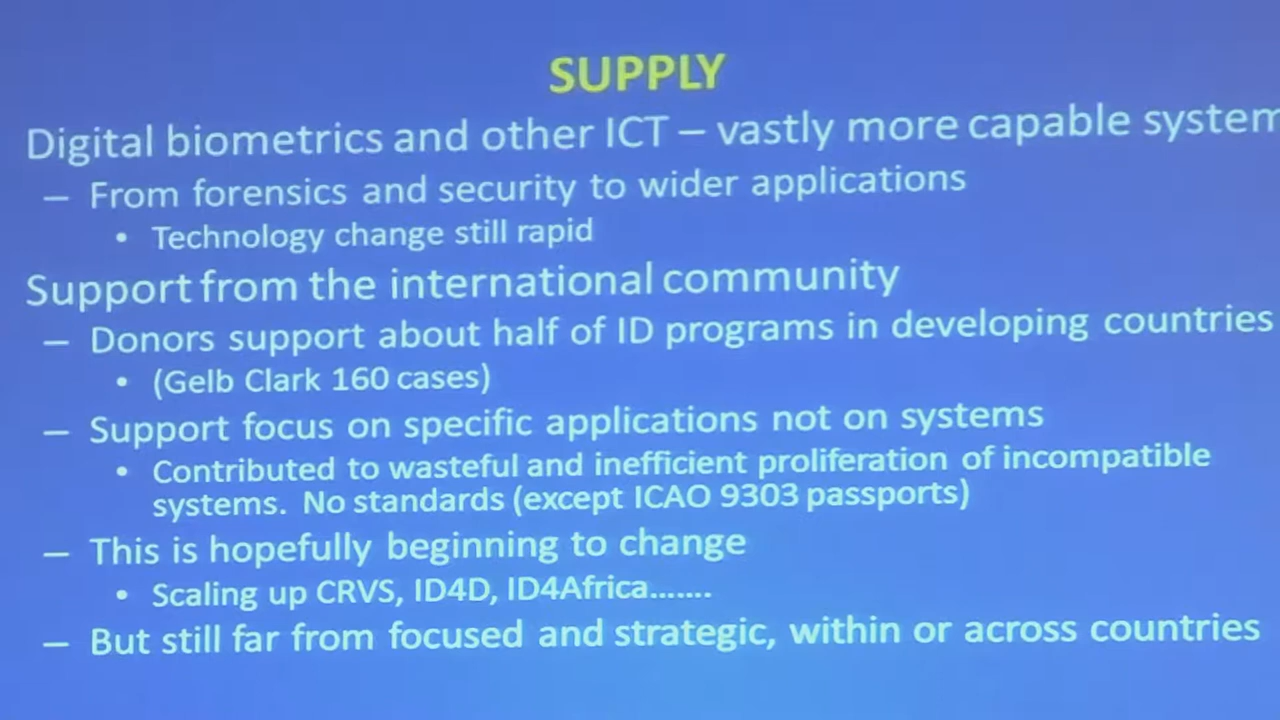 SUPPLY
Digital biometrics and other ICT – vastly more capable system
– From forensics and security to wider applications
• Technology change still rapid
Support from the international community
– Donors support about half of ID programs in developing countries
• (Gelb Clark 160 cases)
– Support focus on specific applications not on systems
• Contributed to wasteful and inefficient proliferation of incompatible
systems. No standards (except ICAO 9303 passports)
– This is hopefully beginning to change
• Scaling up CRVS, ID4D, ID4Africa…….
– But still far from focused and strategic, within or across countries